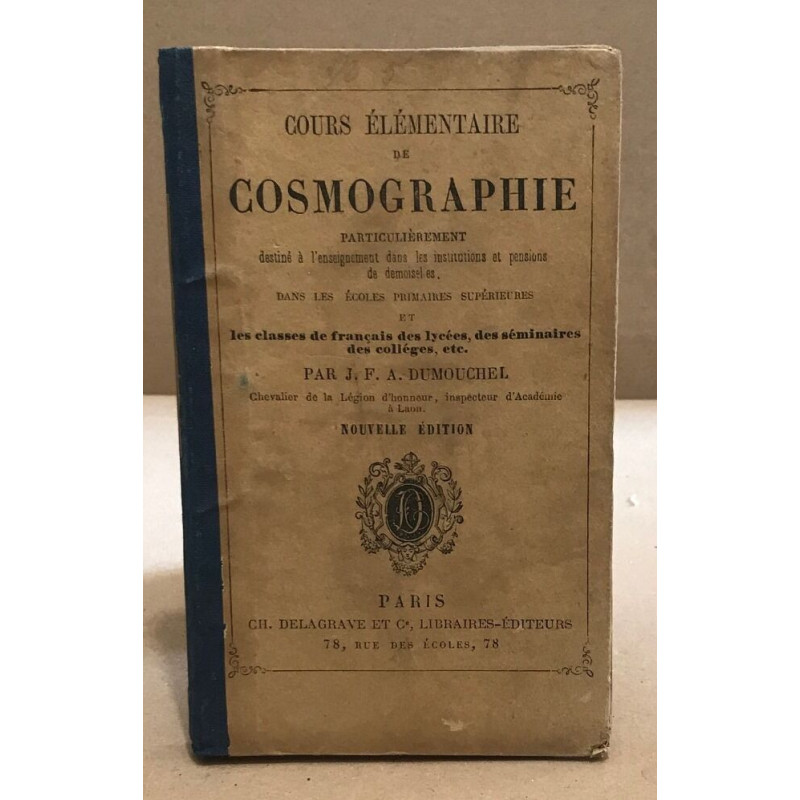 COURS ÉLÉMENTAIRE
DE
COSMOGRAPHIE
PARTICULIÈREMENT
destiné à l'enseignement dans les institutions et pensions
de demoiselles,
DANS LES ÉCOLES PRIMAIRES SUPÉRIEURES
ET
les classes de français des lycées, des séminaires
des colléges, etc.
PAR J. F. A. DUMOUCHEL
Chevalier de la Légion d'honneur, inspecteur d'Académie
à Laon.
NOUVELLE ÉDITION
PARIS
CH. DELAGRAVE ET Cie, LIBRAIRES-ÉDITEURS
78, RUE DES ÉCOLES, 78